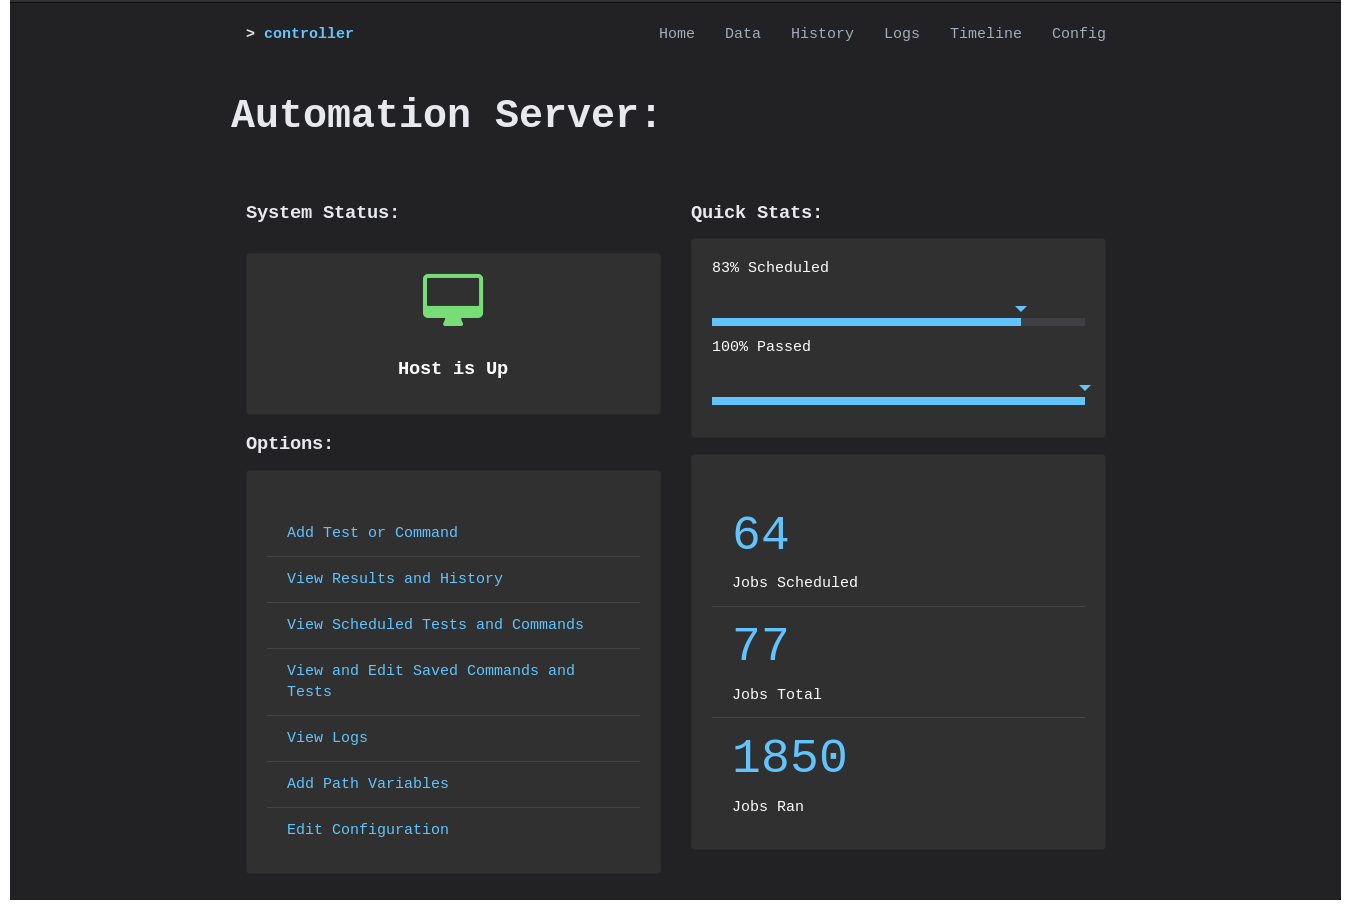 > controller
Home Data History Logs Timeline Config
Automation Server:
System Status:
Host is Up
Options:
Add Test or Command
View Results and History
View Scheduled Tests and Commands
View and Edit Saved Commands and
Tests
View Logs
Add Path Variables
Edit Configuration
Quick Stats:
83% Scheduled
100% Passed
64
Jobs Scheduled
77
Jobs Total
1850
Jobs Ran